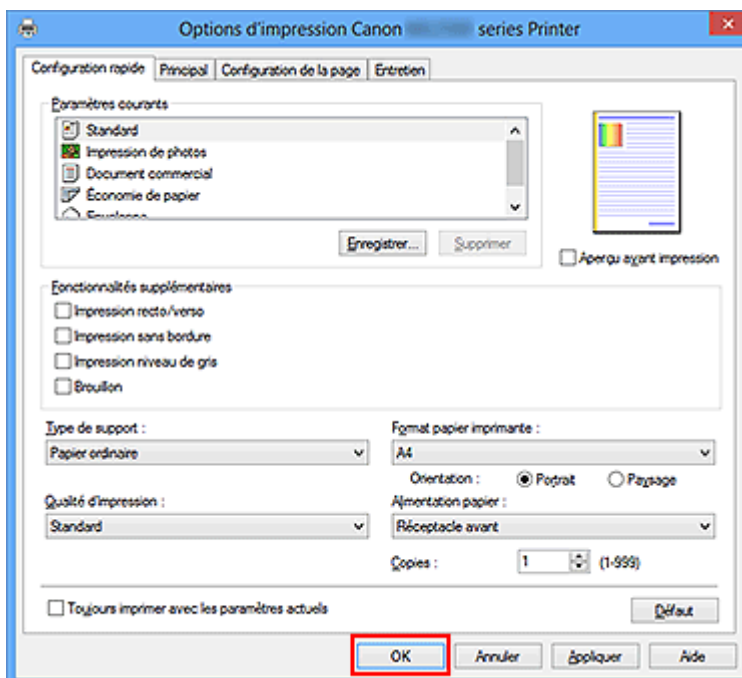 Options d'impression Canon series Printer
Configuration rapide Principal Configuration de la page Entretien
Paramètres courants
Standard
Impression de photos
Document commercial
Économie de papier
Enregistrer... Supprimer
Aperçu avant impression
Fonctionnalités supplémentaires
Impression recto/verso
Impression sans bordure
Impression niveau de gris
Brouillon
Type de support : Format papier imprimante :
Papier ordinaire A4
Orientation : Portrait Paysage
Qualité d'impression : Alimentation papier :
Standard Réceptacle avant
Copies : 1 (1-999)
Toujours imprimer avec les paramètres actuels Défaut
OK Annuler Appliquer Aide